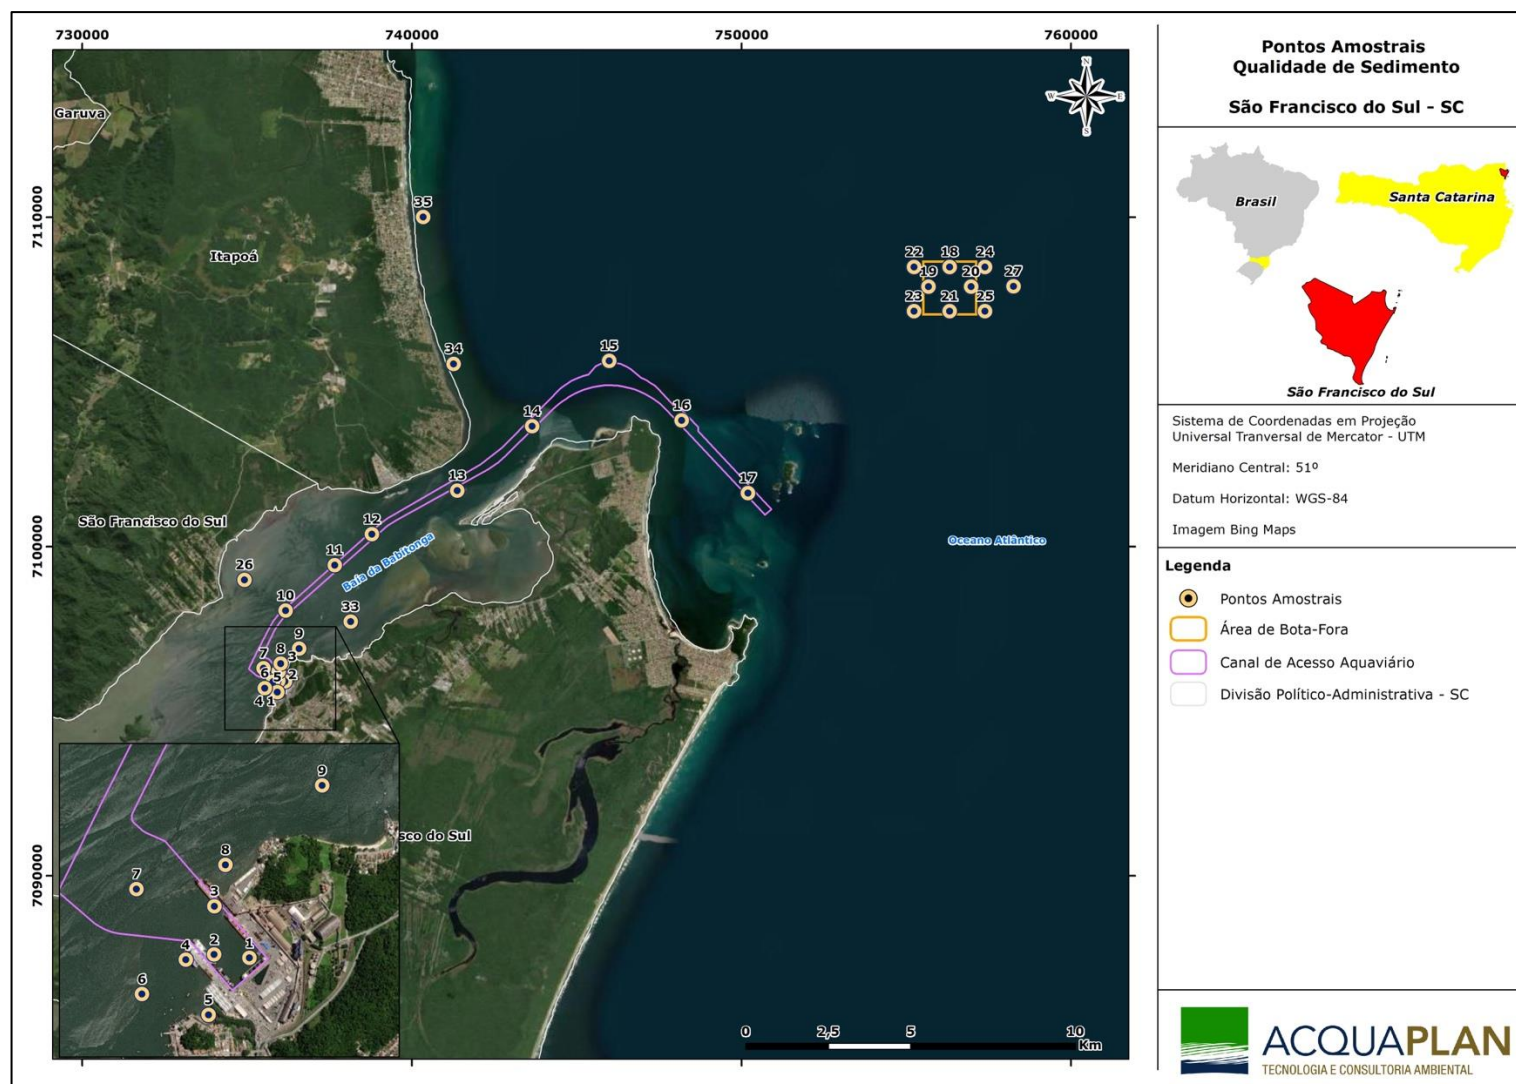 730000
740000
750000
760000
7110000
7100000
7090000
N
W
E
S
Garuva
Itapoá
São Francisco do Sul
Baía da Babitonga
Oceano Atlântico
sco do Sul
35
34
22
18
24
19
20
27
23
21
25
15
16
14
17
13
12
11
26
10
33
9
8
3
7
6
5
2
4
1
9
8
7
3
4
2
1
6
5
0
2,5
5
10
Km
Pontos Amostrais
Qualidade de Sedimento
São Francisco do Sul - SC
Brasil
Santa Catarina
São Francisco do Sul
Sistema de Coordenadas em Projeção
Universal Tranversal de Mercator - UTM
Meridiano Central: 51º
Datum Horizontal: WGS-84
Imagem Bing Maps
Legenda
Pontos Amostrais
Área de Bota-Fora
Canal de Acesso Aquaviário
Divisão Político-Administrativa - SC
ACQUAPLAN
TECNOLOGIA E CONSULTORIA AMBIENTAL